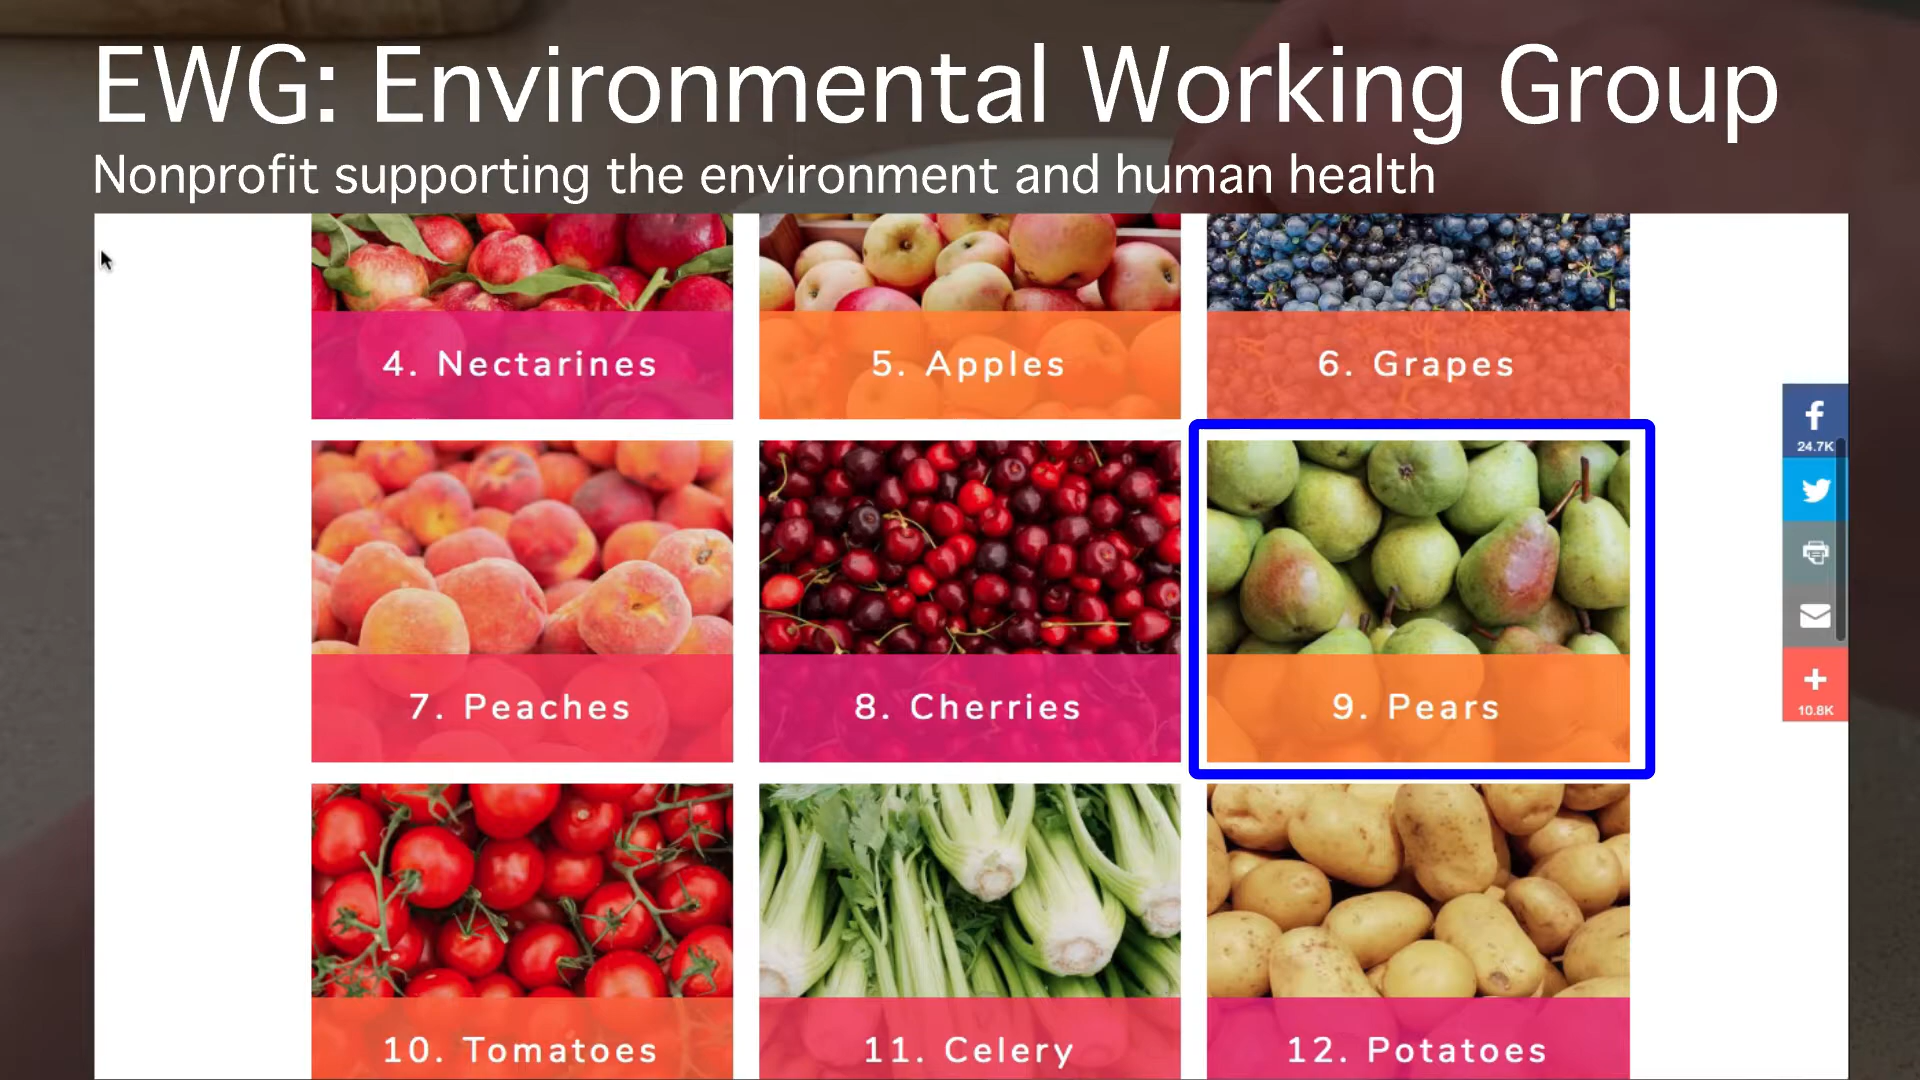 EWG: Environmental Working Group
Nonprofit supporting the environment and human health
4. Nectarines
5. Apples
6. Grapes
24.7K
7. Peaches
8. Cherries
9. Pears
10.8K
10. Tomatoes
11. Celery
12. Potatoes